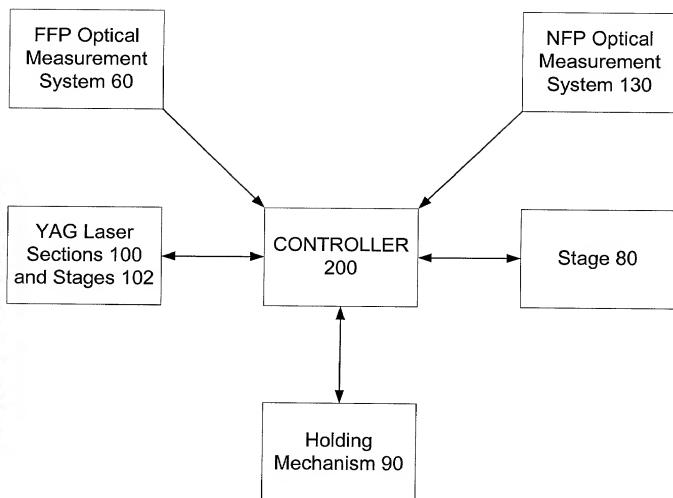 FFP Optical
Measurement
System 60
NFP Optical
Measurement
System 130
YAG Laser
Sections 100
and Stages 102
CONTROLLER
200
Stage 80
Holding
Mechanism 90